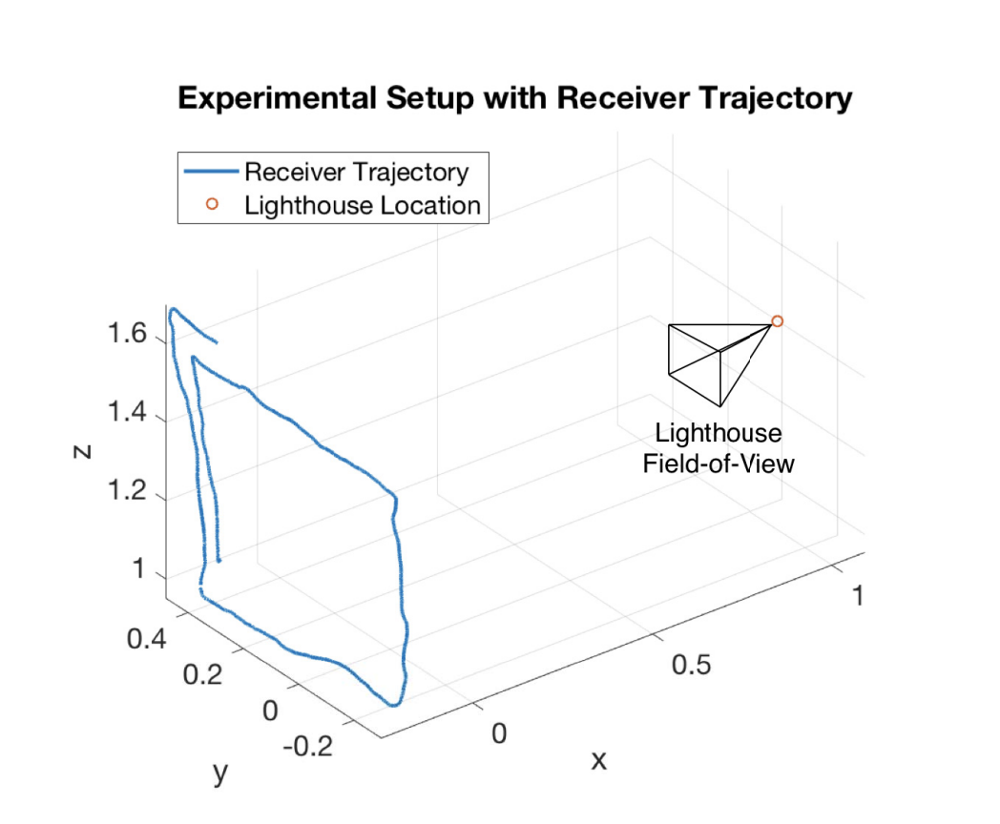 Experimental Setup with Receiver Trajectory
Receiver Trajectory
Lighthouse Location
1.6
1.4
1.2
1
z
Lighthouse
Field-of-View
0.4
0.2
0
-0.2
y
0
0.5
1
x